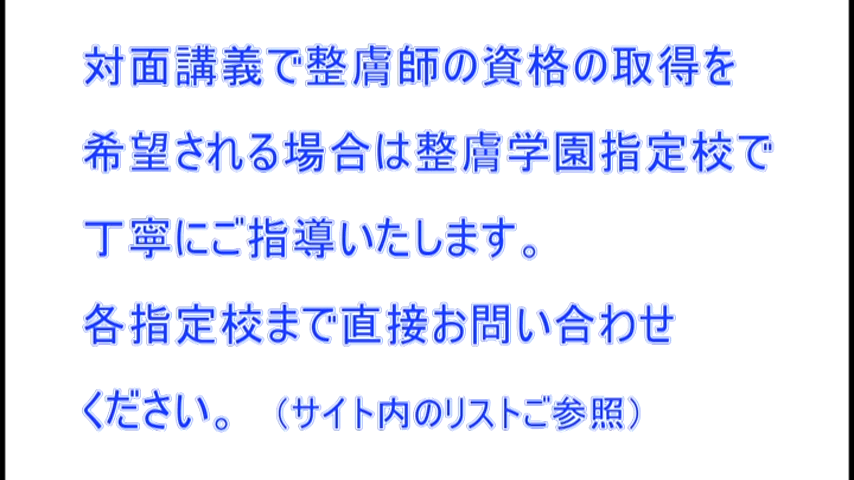 対面講義で整膚師の資格の取得を
希望される場合は整膚学園指定校で
丁寧にご指導いたします。
各指定校まで直接お問い合わせ
ください。（サイト内のリストご参照）